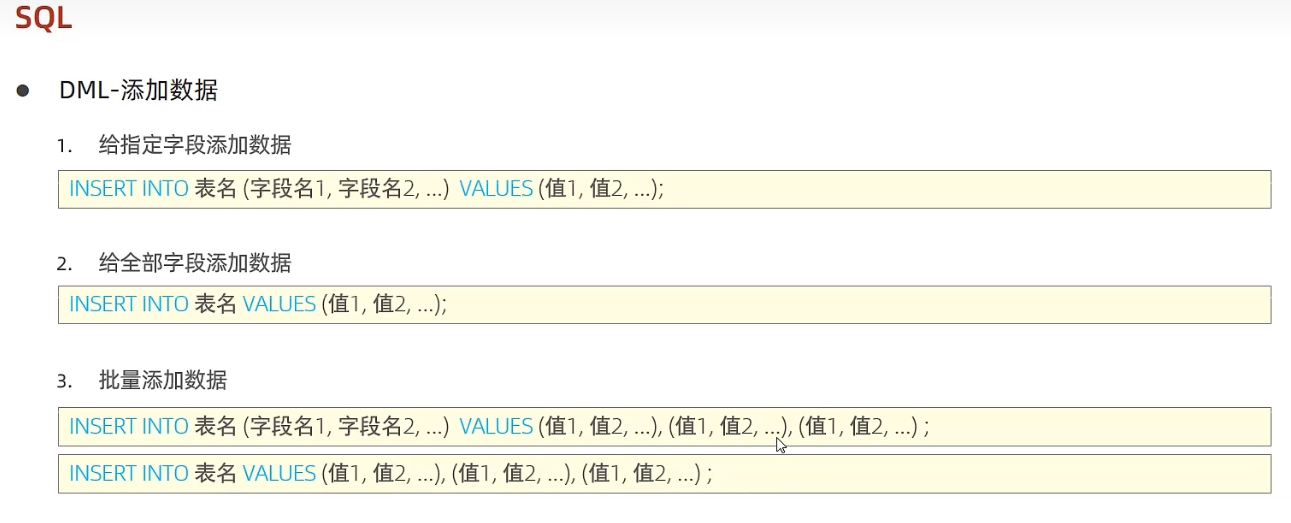 SQL
● DML-添加数据
1. 给指定字段添加数据
INSERT INTO 表名 (字段名1, 字段名2, ...) VALUES (值1, 值2, ...);
2. 给全部字段添加数据
INSERT INTO 表名 VALUES (值1, 值2, ...);
3. 批量添加数据
INSERT INTO 表名 (字段名1, 字段名2, ...) VALUES (值1, 值2, ...), (值1, 值2, ...), (值1, 值2, ...) ;
INSERT INTO 表名 VALUES (值1, 值2, ...), (值1, 值2, ...), (值1, 值2, ...) ;